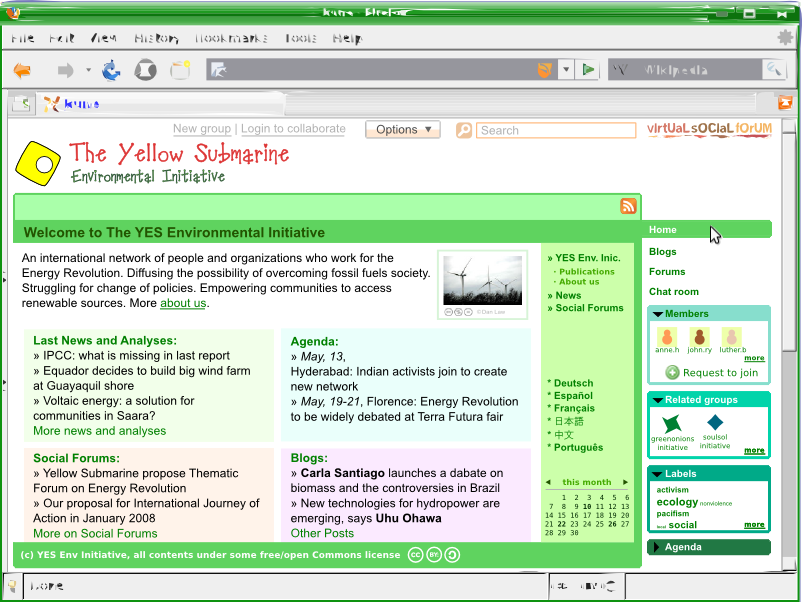 kune - Firefox
File Edit View History Bookmarks Tools Help
Wikipedia
kune
New group | Login to collaborate
Options
Search
virtUaL sOCIaL fOrUM
The Yellow Submarine
Environmental Initiative
Welcome to The YES Environmental Initiative
An international network of people and organizations who work for the
Energy Revolution. Diffusing the possibility of overcoming fossil fuels society.
Struggling for change of policies. Empowering communities to access
renewable sources. More about us.
Last News and Analyses:
» IPCC: what is missing in last report
» Equador decides to build big wind farm
at Guayaquil shore
» Voltaic energy: a solution for
communities in Saara?
More news and analyses
Agenda:
» May, 13,
Hyderabad: Indian activists join to create
new network
» May, 19-21, Florence: Energy Revolution
to be widely debated at Terra Futura fair
Social Forums:
» Yellow Submarine propose Thematic
Forum on Energy Revolution
» Our proposal for International Journey of
Action in January 2008
More on Social Forums
Blogs:
» Carla Santiago launches a dabate on
biomass and the controversies in Brazil
» New technologies for hydropower are
emerging, says Uhu Ohawa
Other Posts
» YES Env. Inic.
· Publications
· About us
» News
» Social Forums
* Deutsch
* Español
* Français
* 日本語
* 中文
* Português
this month
1 2 3 4 5 6
7 8 9 10 11 12 13
14 15 16 17 18 19 20
21 22 23 24 25 26 27
28 29 30
Home
Blogs
Forums
Chat room
Members
anne.h john.ry luther.b
more
Request to join
Related groups
greenonions
initiative
soulsol
initiative
more
Labels
activism
ecology nonviolence
pacifism
social
more
Agenda
(c) YES Env Initiative, all contents under some free/open Commons license
cc BY: